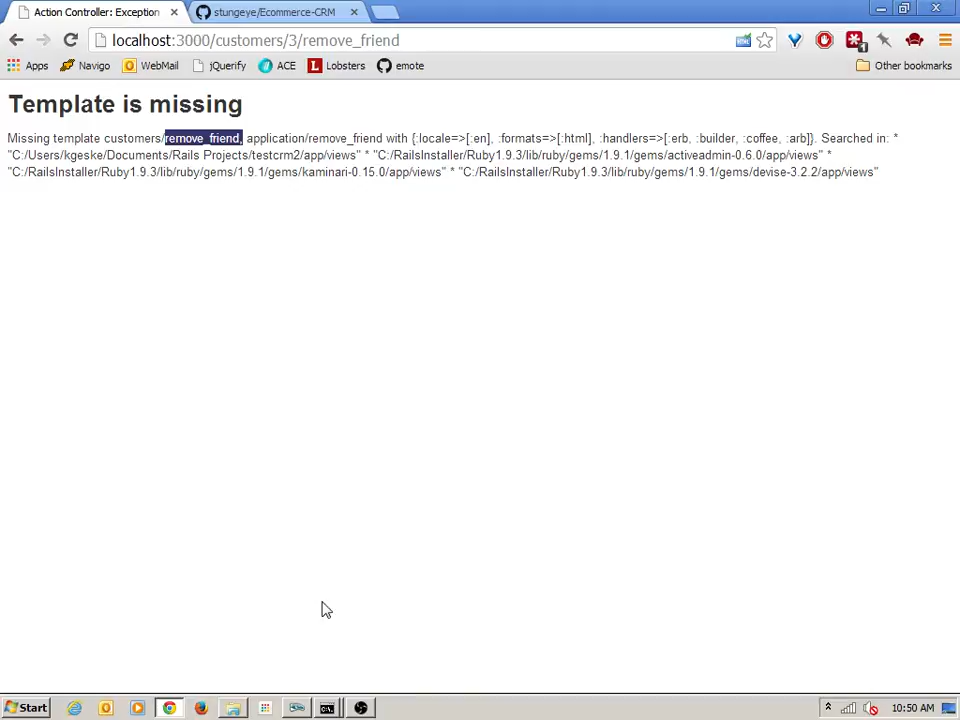 Action Controller: Exception
stungeye/Ecommerce-CRM
localhost:3000/customers/3/remove_friend
Apps Navigo WebMail jQuerify ACE Lobsters emote Other bookmarks
Template is missing
Missing template customers/remove_friend, application/remove_friend with {:locale=>[:en], :formats=>[:html], :handlers=>[:erb, :builder, :coffee, :arb]}. Searched in: *
"C:/Users/kgeske/Documents/Rails Projects/testcrm2/app/views" * "C:/RailsInstaller/Ruby1.9.3/lib/ruby/gems/1.9.1/gems/activeadmin-0.6.0/app/views" *
"C:/RailsInstaller/Ruby1.9.3/lib/ruby/gems/1.9.1/gems/kaminari-0.15.0/app/views" * "C:/RailsInstaller/Ruby1.9.3/lib/ruby/gems/1.9.1/gems/devise-3.2.2/app/views"
Start 10:50 AM